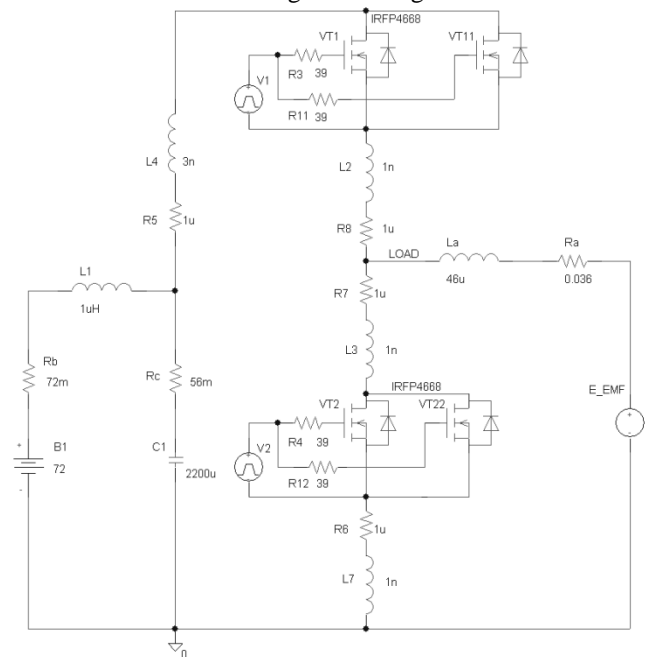 IRFP4668
VT1
VT11
V1
R3 39
R11 39
L4 3n
L2 1n
R5 1u
R8 1u
LOAD
La
46u
Ra
0.036
L1
1uH
R7 1u
Rb
72m
Rc 56m
L3 1n
IRFP4668
VT2
VT22
E_EMF
+
-
B1
72
C1
2200u
V2
R4 39
R12 39
+
-
R6 1u
L7 1n
0